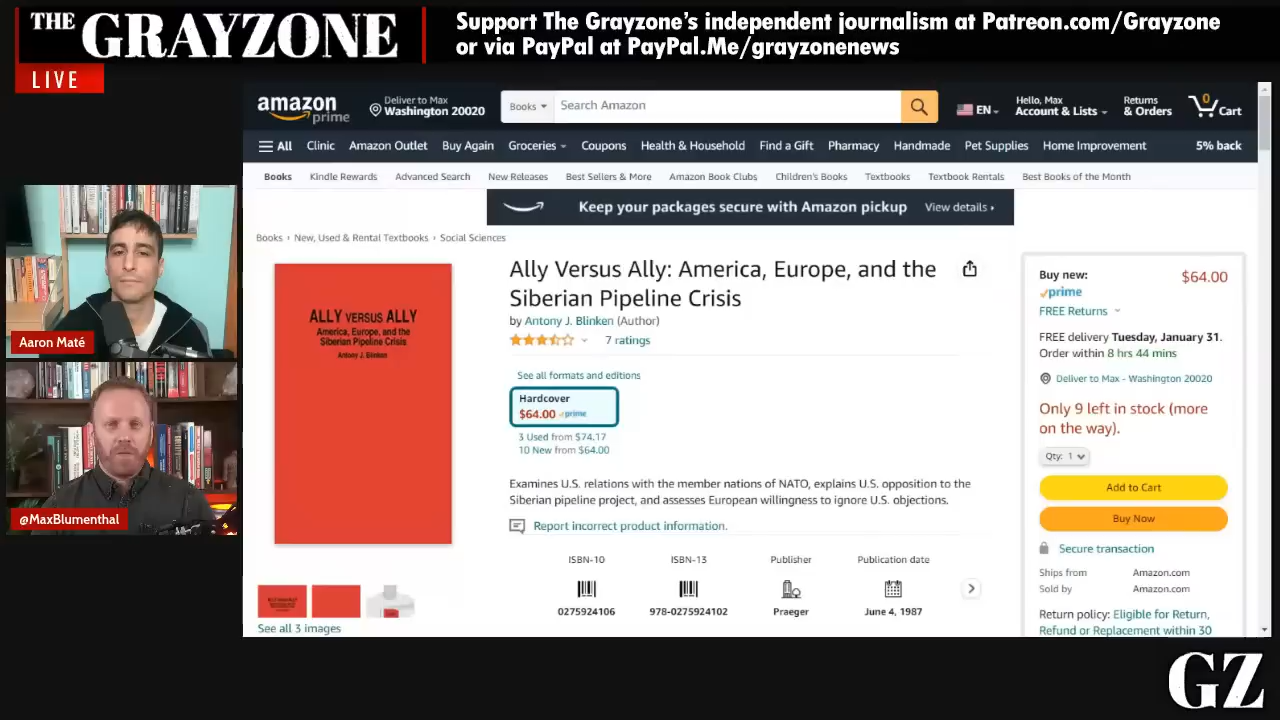 THE GRAYZONE
LIVE
Support The Grayzone's independent journalism at Patreon.com/Grayzone
or via PayPal at PayPal.Me/grayzonenews
amazon
prime
Deliver to Max
Washington 20020
Books
Search Amazon
EN
Hello, Max
Account & Lists
Returns
& Orders
0
Cart
All
Clinic
Amazon Outlet
Buy Again
Groceries
Coupons
Health & Household
Find a Gift
Pharmacy
Handmade
Pet Supplies
Home Improvement
5% back
Books
Kindle Rewards
Advanced Search
New Releases
Best Sellers & More
Amazon Book Clubs
Children's Books
Textbooks
Textbook Rentals
Best Books of the Month
Keep your packages secure with Amazon pickup
View details ›
Books › New, Used & Rental Textbooks › Social Sciences
ALLY VERSUS ALLY
America, Europe, and the
Siberian Pipeline Crisis
Antony J. Blinken
See all 3 images
Ally Versus Ally: America, Europe, and the
Siberian Pipeline Crisis
by Antony J. Blinken (Author)
7 ratings
See all formats and editions
Hardcover
$64.00 prime
3 Used from $74.17
10 New from $64.00
Examines U.S. relations with the member nations of NATO, explains U.S. opposition to the
Siberian pipeline project, and assesses European willingness to ignore U.S. objections.
Report incorrect product information.
ISBN-10
0275924106
ISBN-13
978-0275924102
Publisher
Praeger
Publication date
June 4, 1987
Buy new:
$64.00
prime
FREE Returns
FREE delivery Tuesday, January 31.
Order within 8 hrs 44 mins
Deliver to Max - Washington 20020
Only 9 left in stock (more
on the way).
Qty: 1
Add to Cart
Buy Now
Secure transaction
Ships from Amazon.com
Sold by Amazon.com
Return policy: Eligible for Return,
Refund or Replacement within 30
Aaron Maté
@MaxBlumenthal
GZ